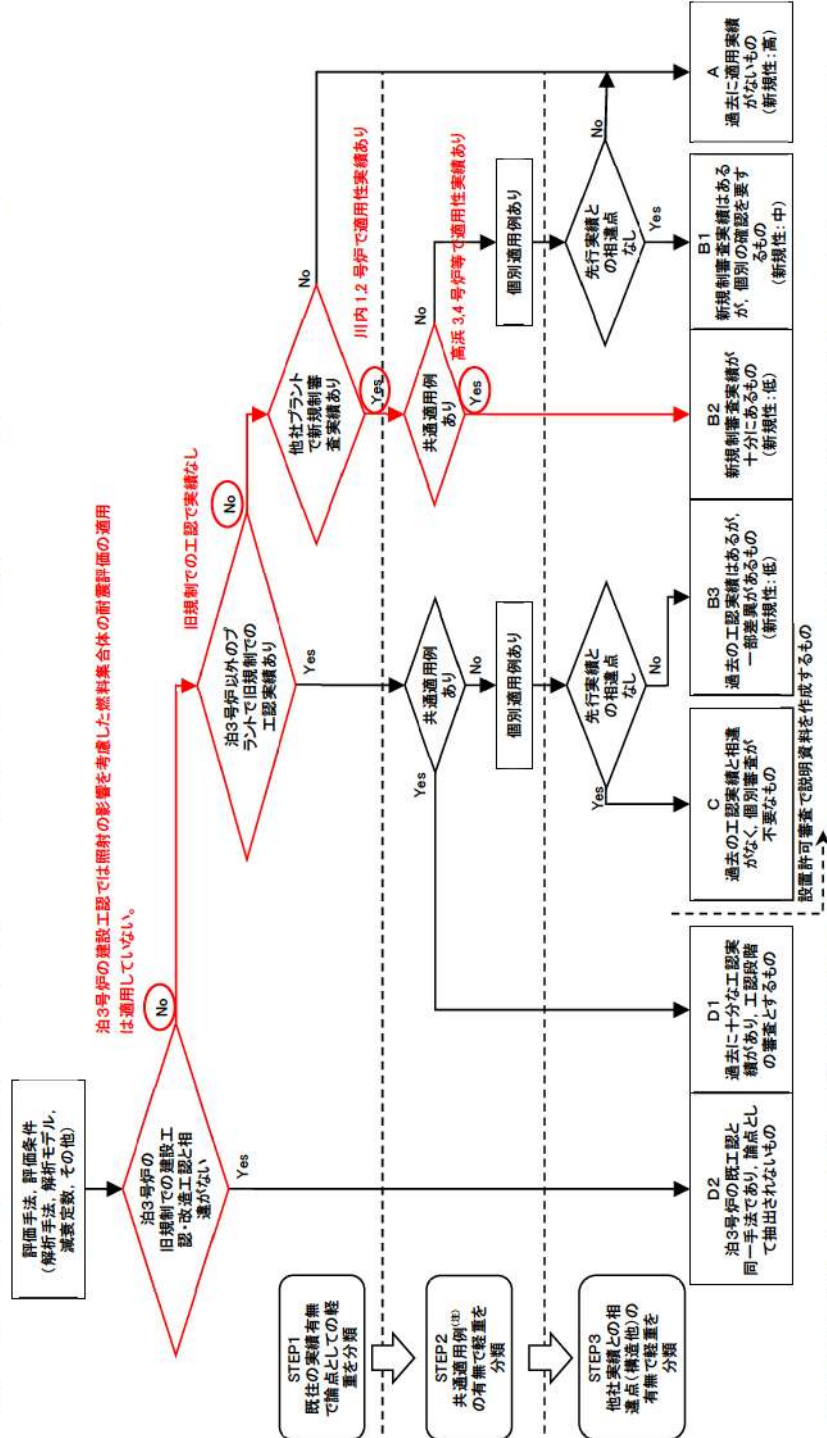 評価手法，評価条件
（解析手法，解析モデル，
減衰定数，その他）
泊3号炉の
旧規制での建設工
認・改造工認と相
違がない
No
Yes
泊3号炉の建設工認では照射の影響を考慮した燃料集合体の耐震評価の適用
は適用していない。
泊3号炉以外のプ
ラントで旧規制での
工認実績あり
No
Yes
旧規制での工認で実績なし
他社プラント
で新規制審
査実績あり
No
Yes
川内 1,2 号炉で適用性実績あり
STEP1
既往の実績有無
で論点としての軽
重を分類
STEP2
共通適用例(注)
の有無で軽重を
分類
共通適用例
あり
Yes
No
個別適用例あり
共通適用例
あり
No
Yes
高浜 3,4 号炉等で適用性実績あり
個別適用例あり
STEP3
他社実績との相
違点（構造他）の
有無で軽重を
分類
先行実績と
の相違点
なし
Yes
No
先行実績と
の相違点
なし
No
Yes
D2
泊3号炉の既工認と
同一手法であり，論点とし
て抽出されないもの
D1
過去に十分な工認実
績があり，工認段階
の審査とするもの
C
過去の工認実績と相違
がなく，個別審査が
不要なもの
B3
過去の工認実績はあるが，
一部差異があるもの
（新規性：低）
B2
新規制審査実績が
十分にあるもの
（新規性：低）
B1
新規制審査実績はある
が，個別の確認を要す
るもの
（新規性：中）
A
過去に適用実績
がないもの
（新規性：高）
設置許可審査で説明資料を作成するもの